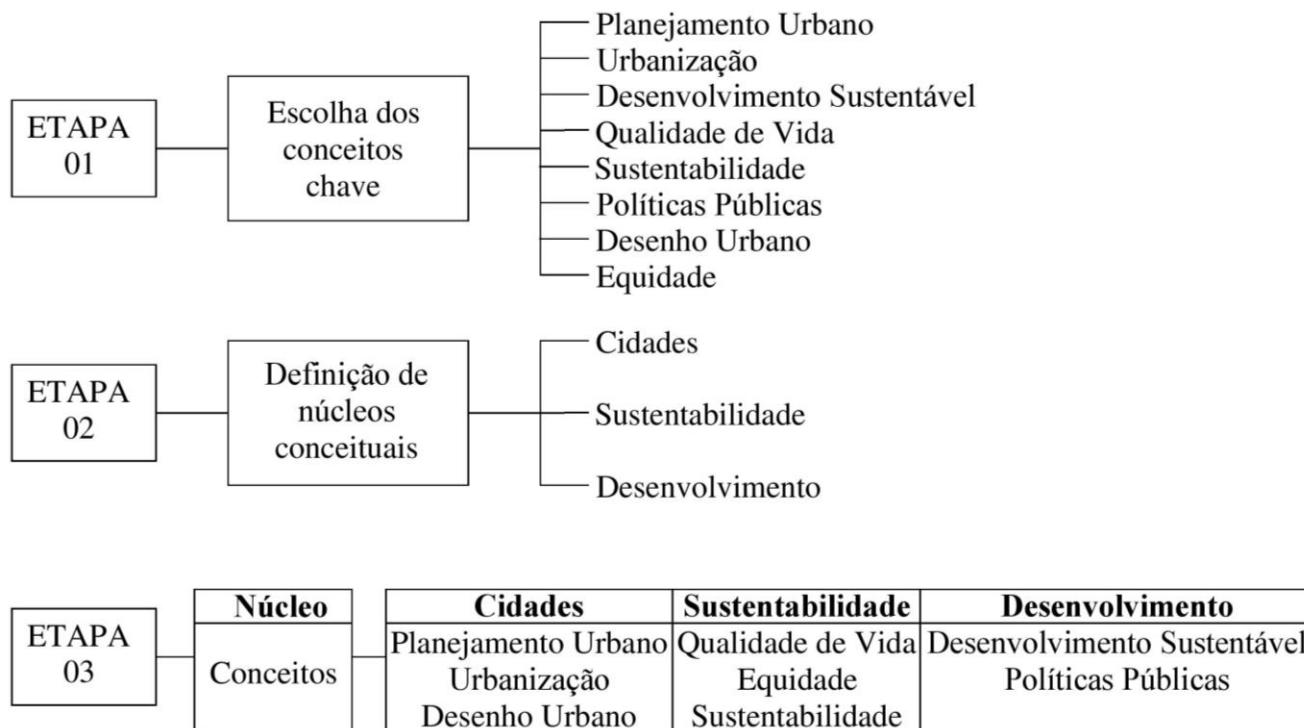 ETAPA
01
Escolha dos
conceitos
chave
Planejamento Urbano
Urbanização
Desenvolvimento Sustentável
Qualidade de Vida
Sustentabilidade
Políticas Públicas
Desenho Urbano
Equidade
ETAPA
02
Definição de
núcleos
conceituais
Cidades
Sustentabilidade
Desenvolvimento
ETAPA
03
Núcleo
Conceitos
Cidades Sustentabilidade Desenvolvimento
Planejamento Urbano Qualidade de Vida Desenvolvimento Sustentável
Urbanização Equidade Políticas Públicas
Desenho Urbano Sustentabilidade